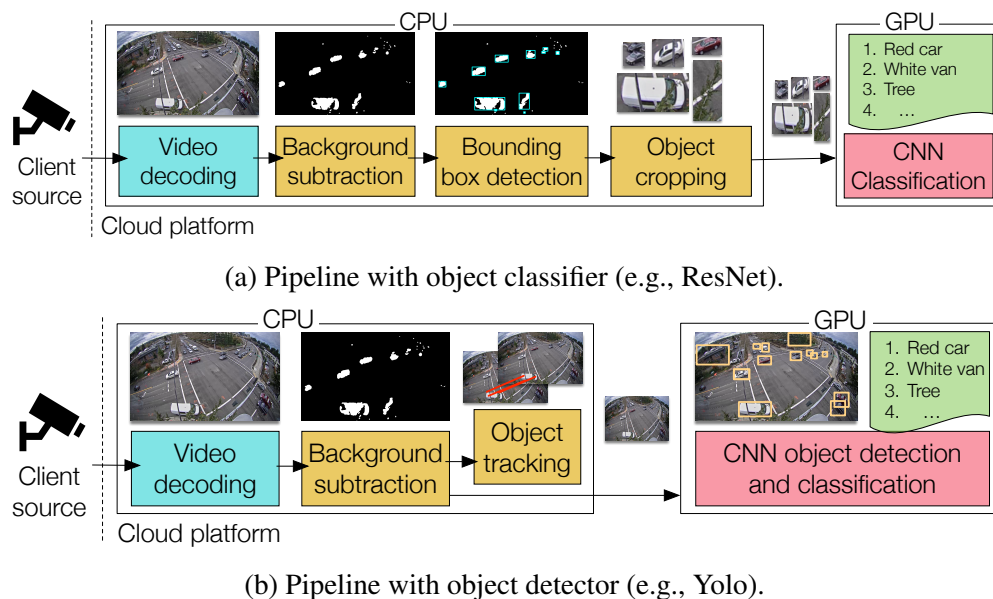 CPU
GPU
1. Red car
2. White van
3. Tree
4. ...
Client
source
Video
decoding
Background
subtraction
Bounding
box detection
Object
cropping
CNN
Classification
Cloud platform
(a) Pipeline with object classifier (e.g., ResNet).
CPU
GPU
1. Red car
2. White van
3. Tree
4. ...
Client
source
Video
decoding
Background
subtraction
Object
tracking
CNN object detection
and classification
Cloud platform
(b) Pipeline with object detector (e.g., Yolo).